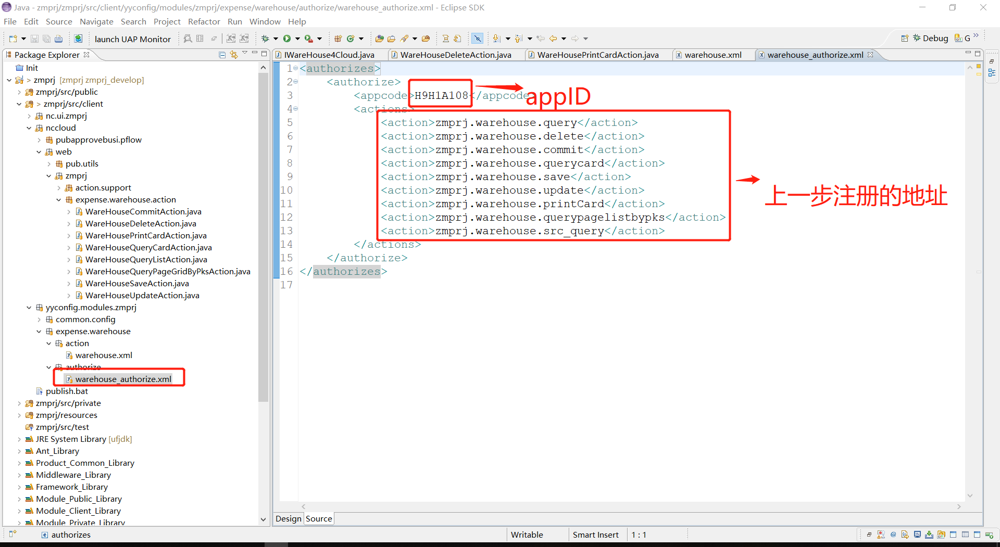 Java - zmprj/zmprj/src/client/yyconfig/modules/zmprj/expense/warehouse/authorize/warehouse_authorize.xml - Eclipse SDK
File Edit Source Navigate Search Project Refactor Run Window Help
launch UAP Monitor
Debug
G
Package Explorer
IWareHouse4Cloud.java
WareHouseDeleteAction.java
WareHousePrintCardAction.java
warehouse.xml
warehouse_authorize.xml
Init
> zmprj [zmprj zmprj_develop]
zmprj/src/public
> zmprj/src/client
nc.ui.zmprj
nccloud
pubapprovebusi.pflow
web
pub.utils
zmprj
action.support
expense.warehouse.action
WareHouseCommitAction.java
WareHouseDeleteAction.java
WareHousePrintCardAction.java
WareHouseQueryCardAction.java
WareHouseQueryListAction.java
WareHouseQueryPageGridByPksAction.java
WareHouseSaveAction.java
WareHouseUpdateAction.java
yyconfig.modules.zmprj
common.config
expense.warehouse
action
warehouse.xml
authorize
warehouse_authorize.xml
publish.bat
zmprj/src/private
zmprj/resources
zmprj/src/test
JRE System Library [ufjdk]
Ant_Library
Product_Common_Library
Middleware_Library
Framework_Library
Module_Public_Library
Module_Client_Library
Module_Private_Library
1 <authorizes>
2 <authorize>
3 <appcode>H9H1A108</appcode
appID
4 <actions>
5 <action>zmprj.warehouse.query</action>
6 <action>zmprj.warehouse.delete</action>
7 <action>zmprj.warehouse.commit</action>
8 <action>zmprj.warehouse.querycard</action>
9 <action>zmprj.warehouse.save</action>
10 <action>zmprj.warehouse.update</action>
11 <action>zmprj.warehouse.printCard</action>
12 <action>zmprj.warehouse.querypagelistbypks</action>
13 <action>zmprj.warehouse.src_query</action>
上一步注册的地址
14 </actions>
15 </authorize>
16 </authorizes>
17
Design Source
authorizes
Writable
Smart Insert
1 : 1